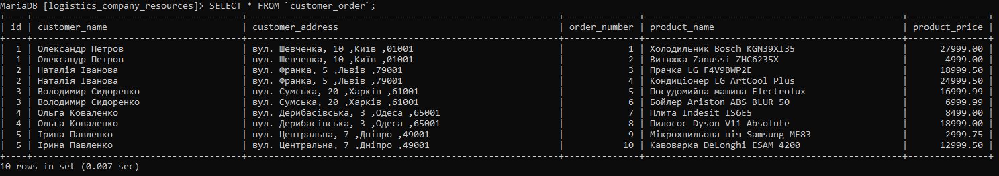 MariaDB [logistics_company_resources]> SELECT * FROM `customer_order`;
| id | customer_name | customer_address | order_number | product_name | product_price |
| 1 | Олександр Петров | вул. Шевченка, 10 ,Київ ,01001 | 1 | Холодильник Bosch KGN39XI35 | 27999.00 |
| 1 | Олександр Петров | вул. Шевченка, 10 ,Київ ,01001 | 2 | Витяжка Zanussi ZHC6235X | 4999.00 |
| 2 | Наталія Іванова | вул. Франка, 5 ,Львів ,79001 | 3 | Прачка LG F4V9BWP2E | 18999.50 |
| 2 | Наталія Іванова | вул. Франка, 5 ,Львів ,79001 | 4 | Кондиціонер LG ArtCool Plus | 24999.50 |
| 3 | Володимир Сидоренко | вул. Сумська, 20 ,Харків ,61001 | 5 | Посудомийна машина Electrolux | 16999.99 |
| 3 | Володимир Сидоренко | вул. Сумська, 20 ,Харків ,61001 | 6 | Бойлер Ariston ABS BLUR 50 | 6999.99 |
| 4 | Ольга Коваленко | вул. Дерибасівська, 3 ,Одеса ,65001 | 7 | Плита Indesit IS6E5 | 8499.00 |
| 4 | Ольга Коваленко | вул. Дерибасівська, 3 ,Одеса ,65001 | 8 | Пилосос Dyson V11 Absolute | 18999.00 |
| 5 | Ірина Павленко | вул. Центральна, 7 ,Дніпро ,49001 | 9 | Мікрохвильова піч Samsung ME83 | 2999.75 |
| 5 | Ірина Павленко | вул. Центральна, 7 ,Дніпро ,49001 | 10 | Кавоварка DeLonghi ESAM 4200 | 12999.50 |
10 rows in set (0.007 sec)